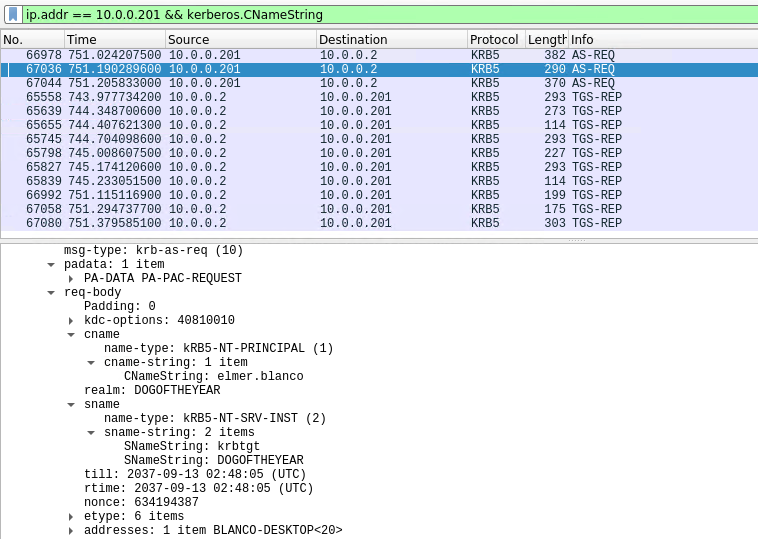 ip.addr == 10.0.0.201 && kerberos.CNameString
No. Time Source Destination Protocol Length Info
66978 751.024207500 10.0.0.201 10.0.0.2 KRB5 382 AS-REQ
67036 751.190289600 10.0.0.201 10.0.0.2 KRB5 290 AS-REQ
67044 751.205833000 10.0.0.201 10.0.0.2 KRB5 370 AS-REQ
65558 743.977734200 10.0.0.2 10.0.0.201 KRB5 293 TGS-REP
65639 744.348700600 10.0.0.2 10.0.0.201 KRB5 273 TGS-REP
65655 744.407621300 10.0.0.2 10.0.0.201 KRB5 114 TGS-REP
65745 744.704098600 10.0.0.2 10.0.0.201 KRB5 293 TGS-REP
65798 745.008607500 10.0.0.2 10.0.0.201 KRB5 227 TGS-REP
65827 745.174120600 10.0.0.2 10.0.0.201 KRB5 293 TGS-REP
65839 745.233051500 10.0.0.2 10.0.0.201 KRB5 114 TGS-REP
66992 751.115116900 10.0.0.2 10.0.0.201 KRB5 199 TGS-REP
67058 751.294737700 10.0.0.2 10.0.0.201 KRB5 175 TGS-REP
67080 751.379585100 10.0.0.2 10.0.0.201 KRB5 303 TGS-REP
msg-type: krb-as-req (10)
padata: 1 item
PA-DATA PA-PAC-REQUEST
req-body
Padding: 0
kdc-options: 40810010
cname
name-type: kRB5-NT-PRINCIPAL (1)
cname-string: 1 item
CNameString: elmer.blanco
realm: DOGOFTHEYEAR
sname
name-type: kRB5-NT-SRV-INST (2)
sname-string: 2 items
SNameString: krbtgt
SNameString: DOGOFTHEYEAR
till: 2037-09-13 02:48:05 (UTC)
rtime: 2037-09-13 02:48:05 (UTC)
nonce: 634194387
etype: 6 items
addresses: 1 item BLANCO-DESKTOP<20>